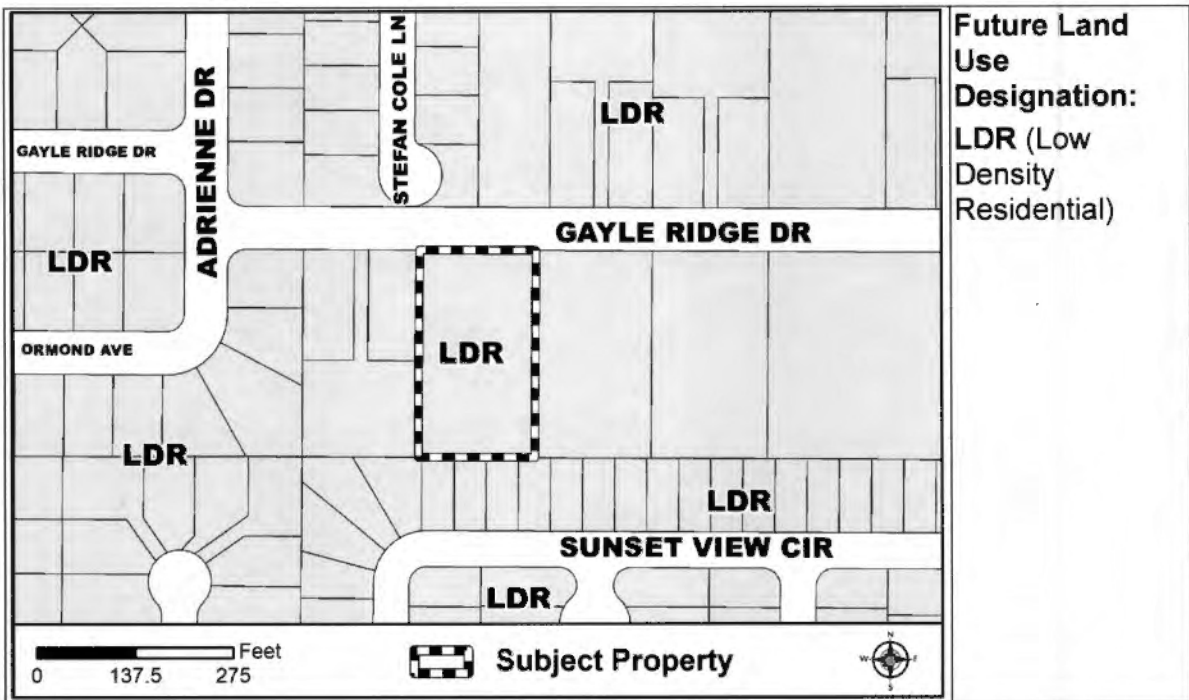 Future Land
Use
Designation:
LDR (Low
Density
Residential)
STEFAN COLE LN
ADRIENNE DR
LDR
GAYLE RIDGE DR
GAYLE RIDGE DR
LDR
LDR
ORMOND AVE
LDR
LDR
SUNSET VIEW CIR
LDR
Feet
0 137.5 275
Subject Property
N
W E
S